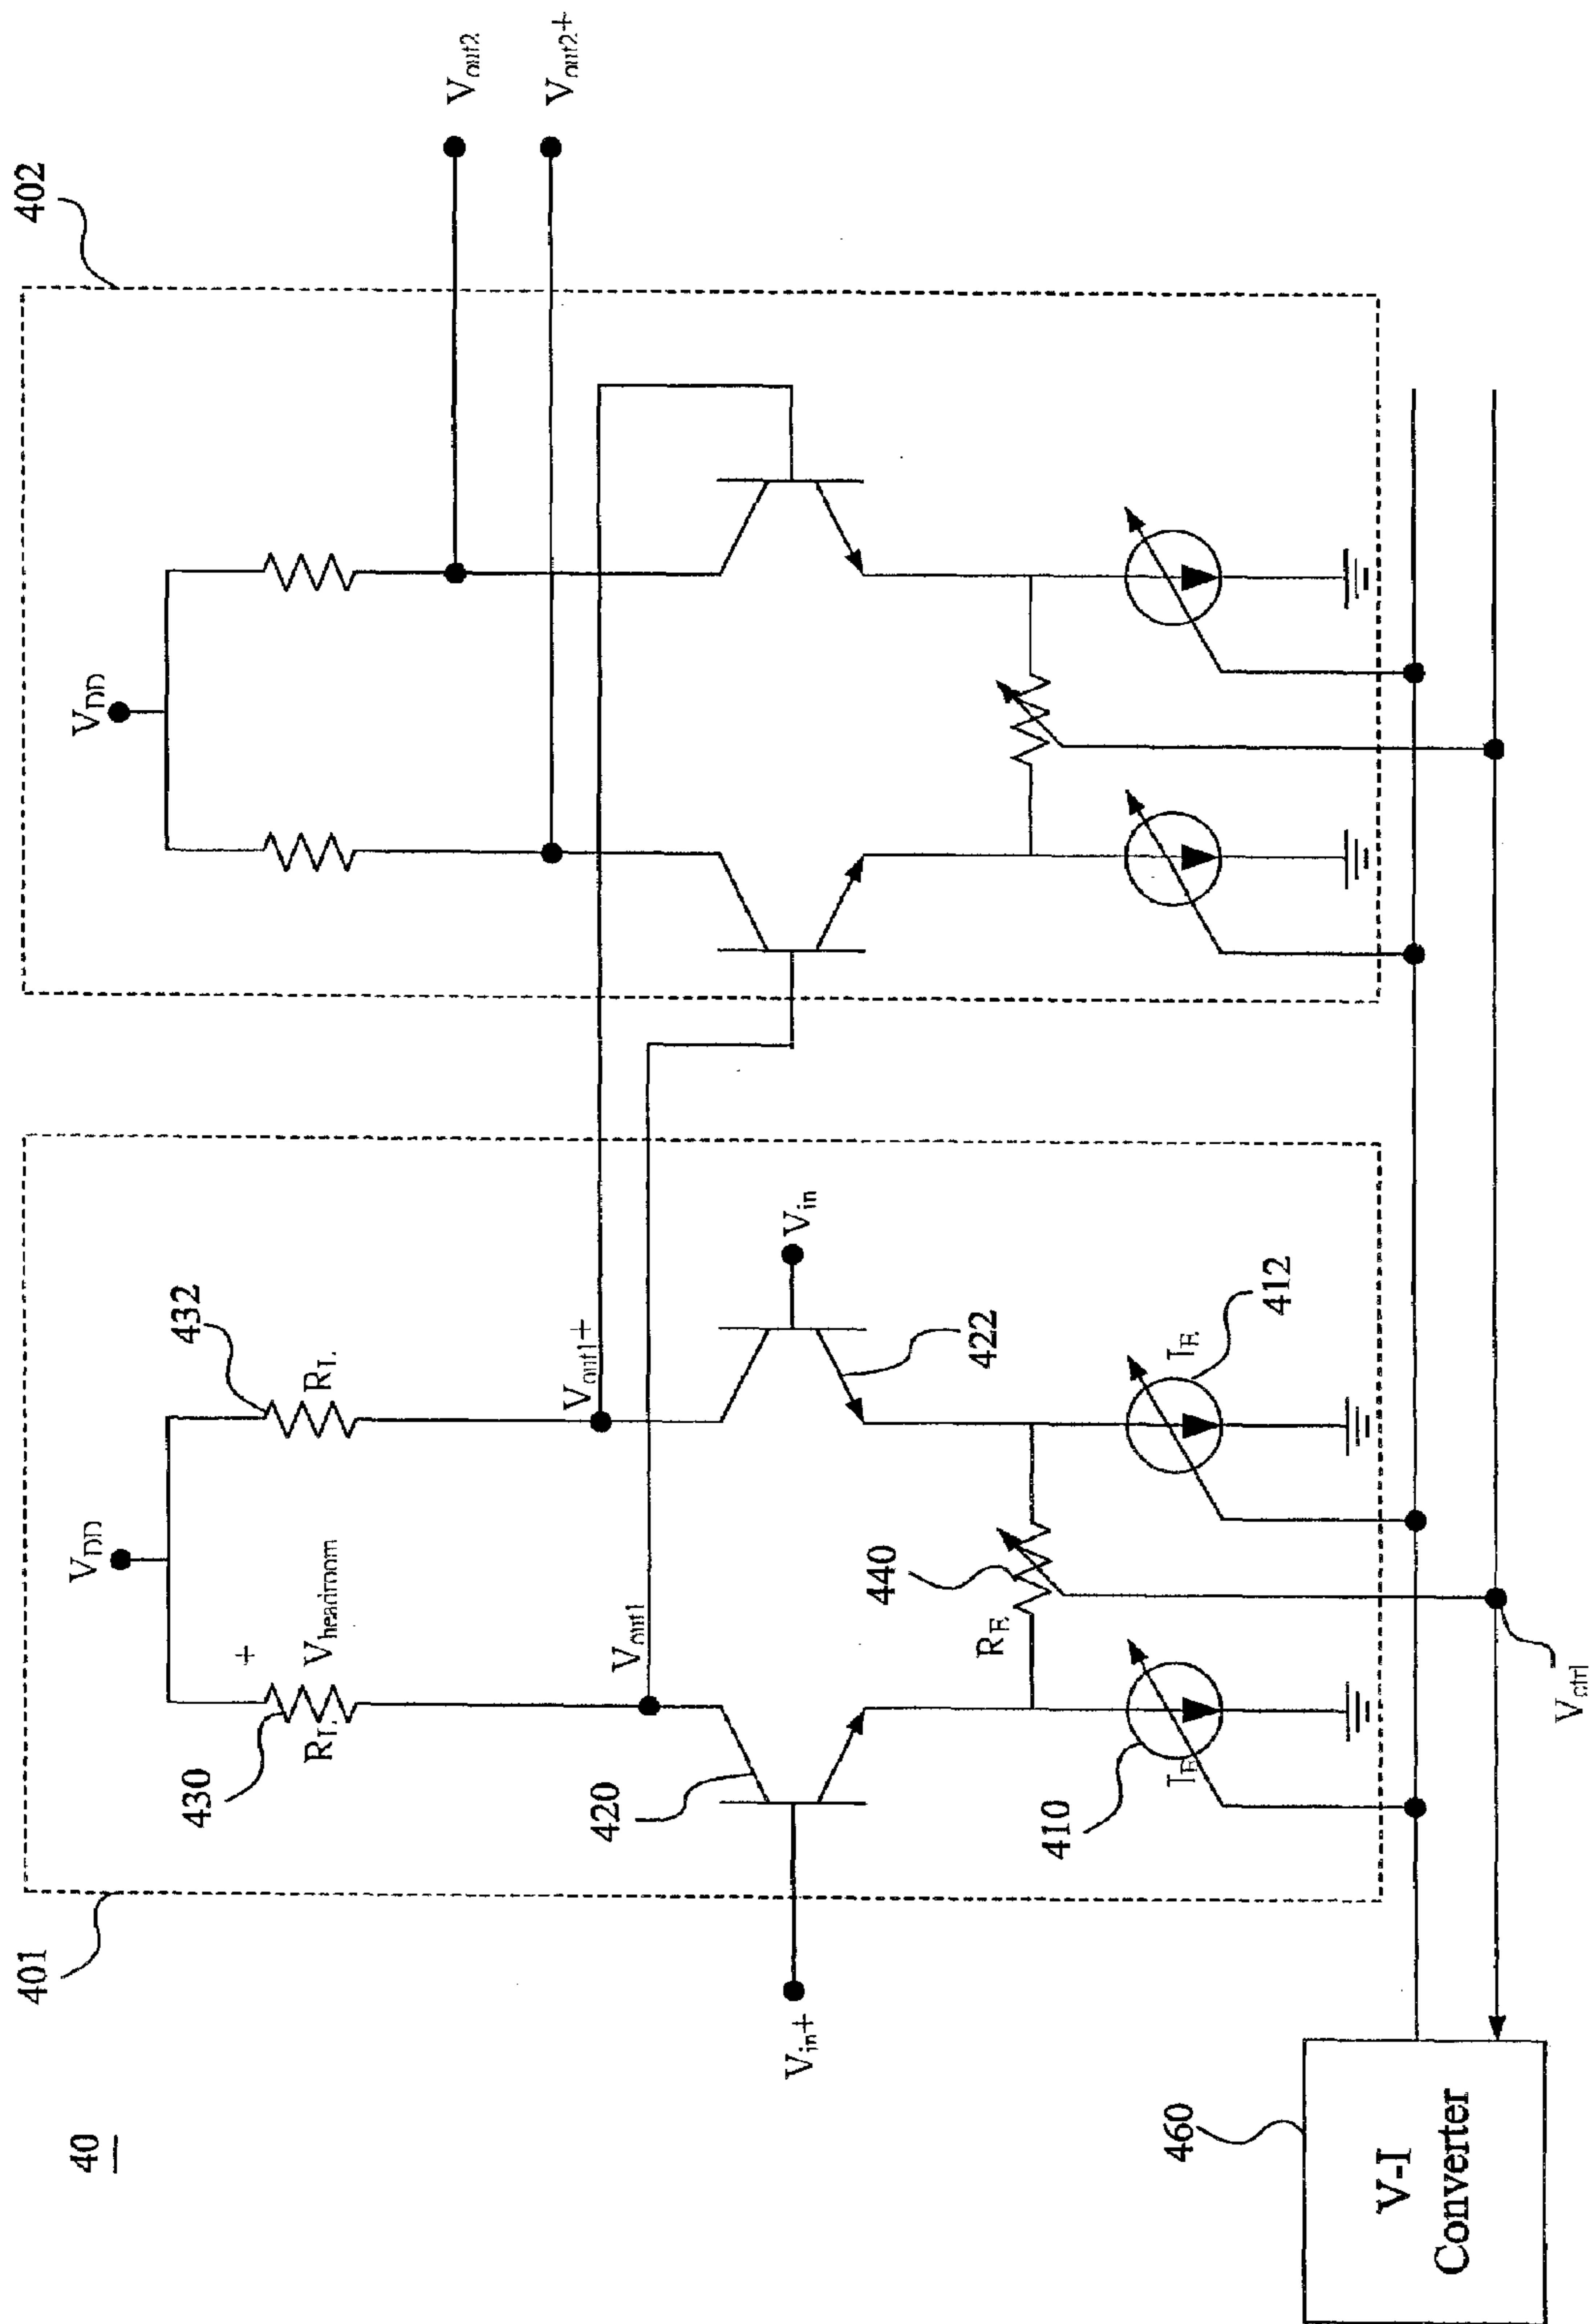 40
401
402
V_DD
V_DD
430
R_L
+
V_headroom
432
R_L
V_out2
V_out2+
V_out1
V_out1+
420
422
V_in+
V_in
R_E
440
410
I_E
412
I_E
460
V-I
Converter
V_ctrl